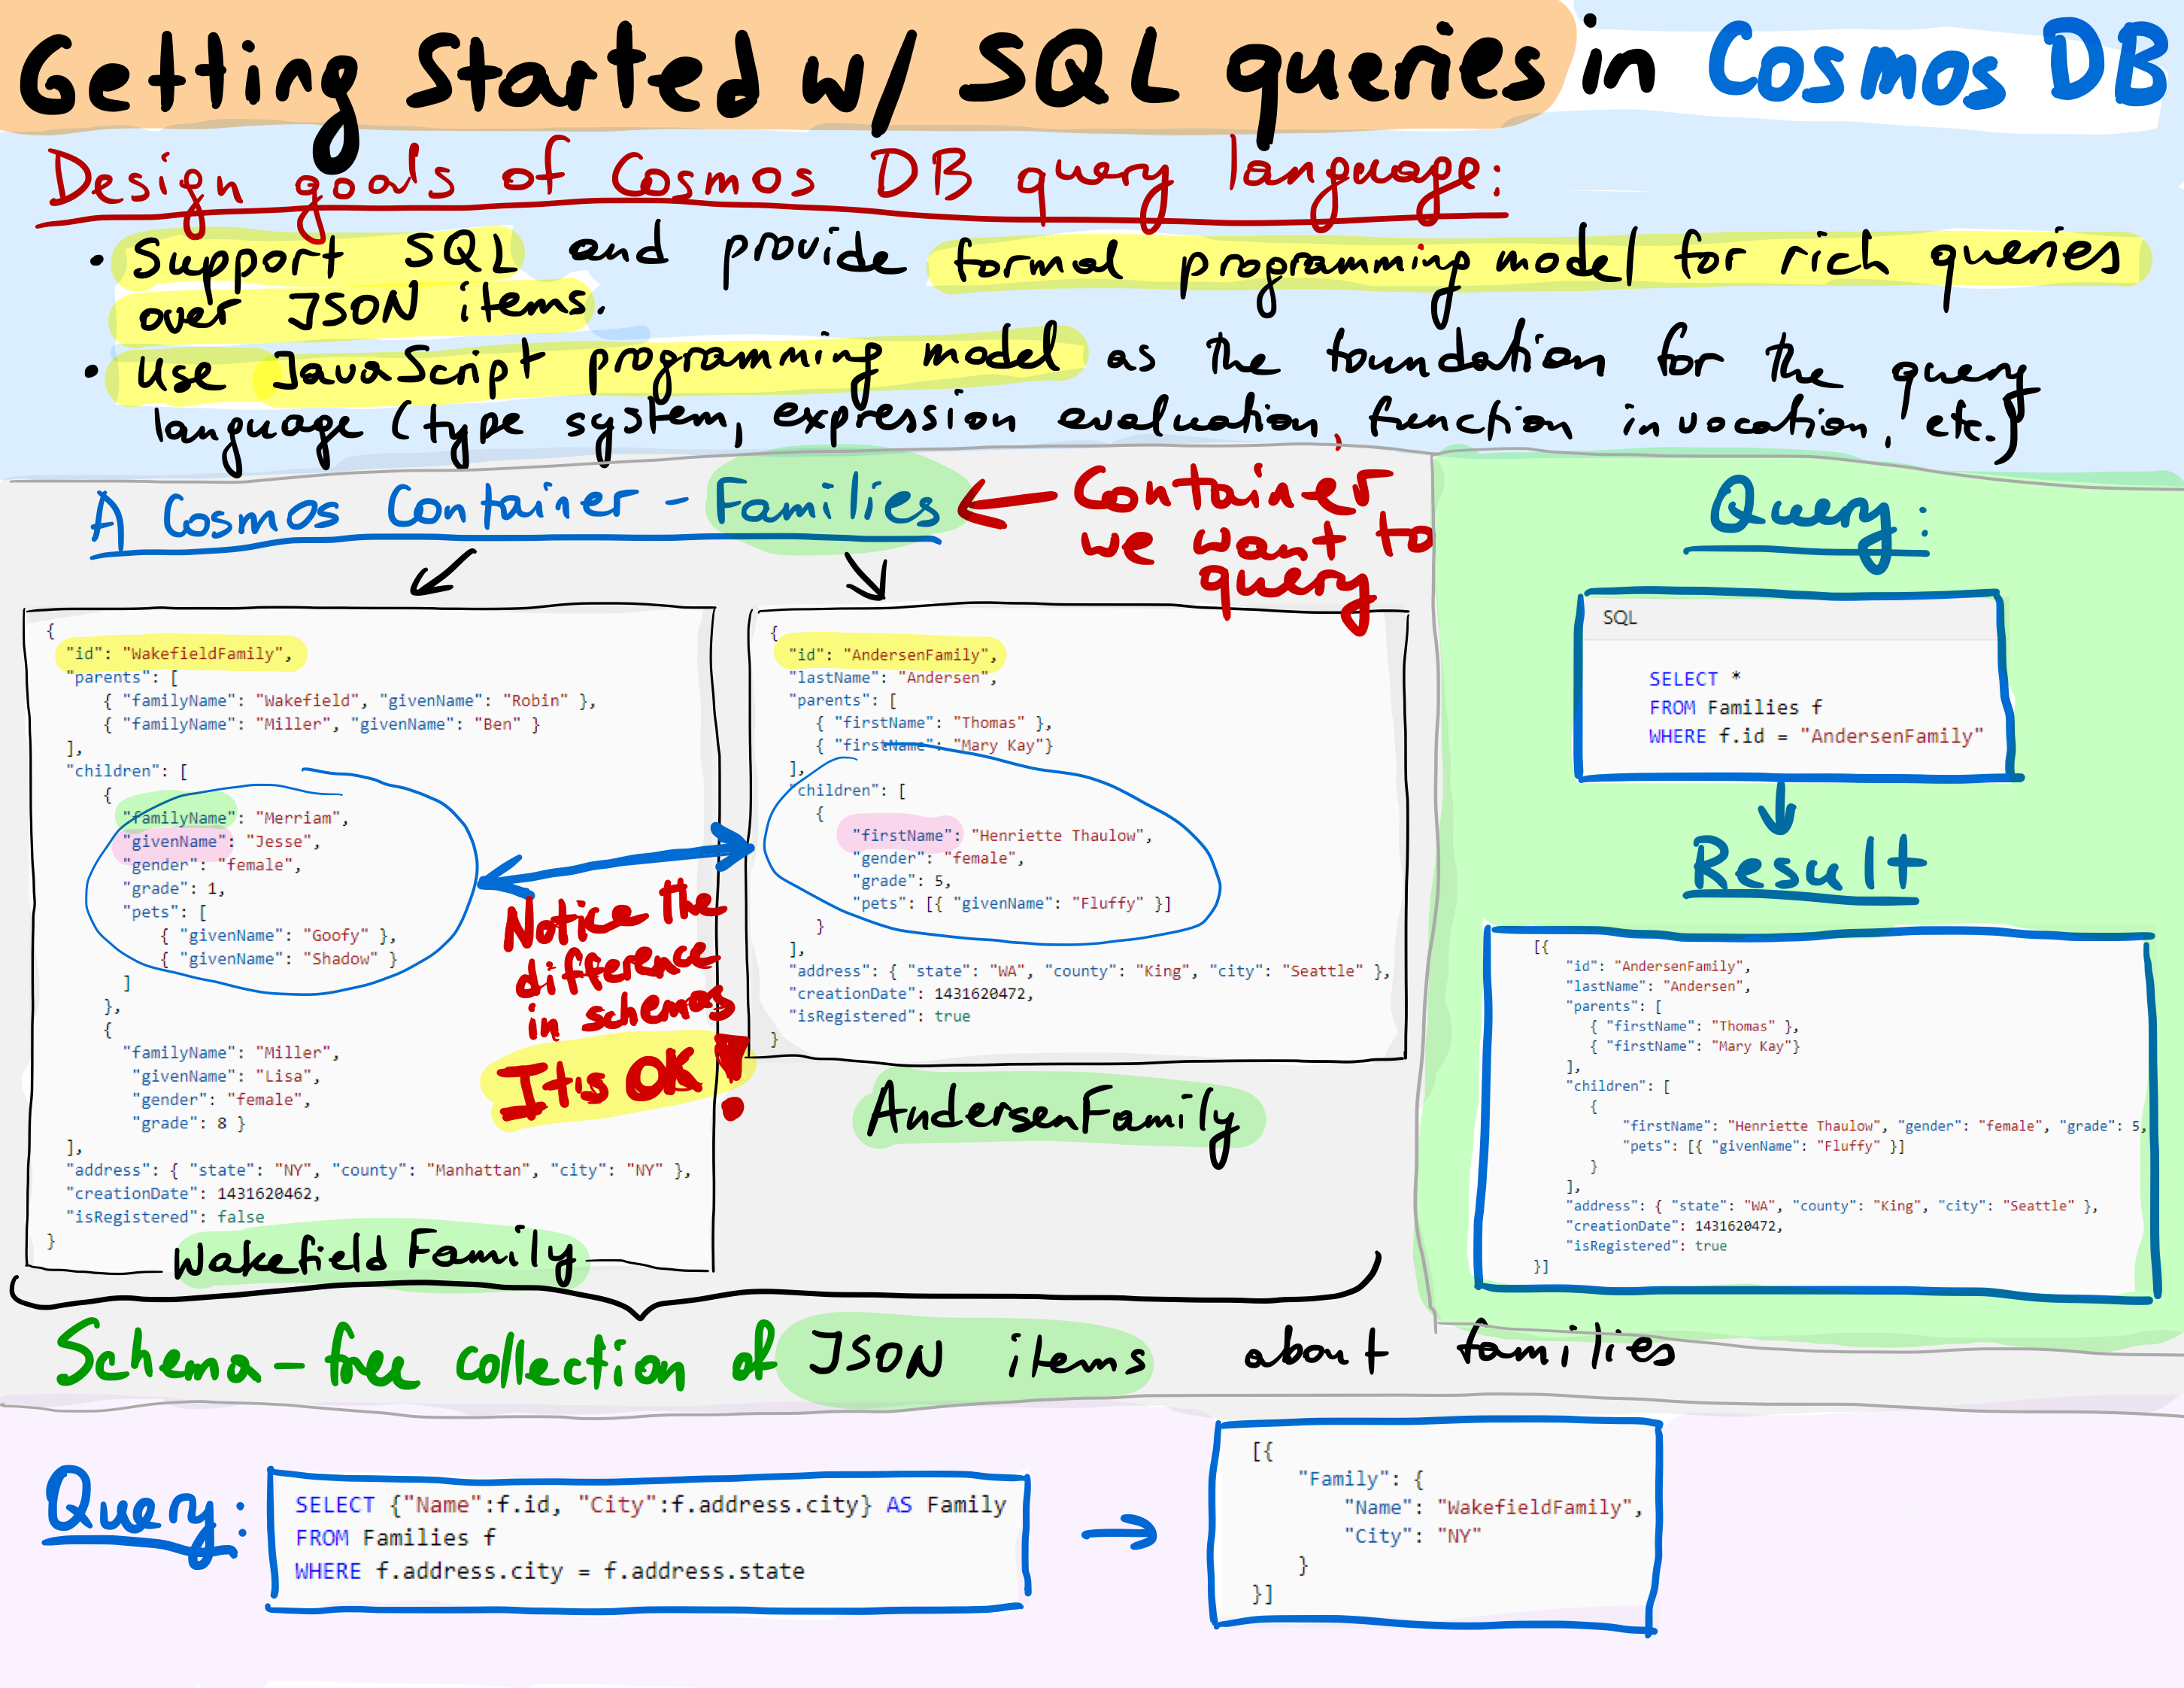 Getting Started w/ SQL queries in Cosmos DB
Design goals of Cosmos DB query language:
• Support SQL and provide formal programming model for rich queries
over JSON items.
• Use JavaScript programming model as the foundation for the query
language (type system, expression evaluation, function invocation, etc.)
A Cosmos Container - Families
Container
we want to
query
{
"id": "WakefieldFamily",
"parents": [
{ "familyName": "Wakefield", "givenName": "Robin" },
{ "familyName": "Miller", "givenName": "Ben" }
],
"children": [
{
"familyName": "Merriam",
"givenName": "Jesse",
"gender": "female",
"grade": 1,
"pets": [
{ "givenName": "Goofy" },
{ "givenName": "Shadow" }
]
},
{
"familyName": "Miller",
"givenName": "Lisa",
"gender": "female",
"grade": 8 }
],
"address": { "state": "NY", "county": "Manhattan", "city": "NY" },
"creationDate": 1431620462,
"isRegistered": false
}
Wakefield Family
Notice the
difference
in schemas
It is OK!
{
"id": "AndersenFamily",
"lastName": "Andersen",
"parents": [
{ "firstName": "Thomas" },
{ "firstName": "Mary Kay"}
],
"children": [
{
"firstName": "Henriette Thaulow",
"gender": "female",
"grade": 5,
"pets": [{ "givenName": "Fluffy" }]
}
],
"address": { "state": "WA", "county": "King", "city": "Seattle" },
"creationDate": 1431620472,
"isRegistered": true
}
AndersenFamily
Schema-free collection of JSON items about families
Query:
SQL
SELECT *
FROM Families f
WHERE f.id = "AndersenFamily"
Result
[{
"id": "AndersenFamily",
"lastName": "Andersen",
"parents": [
{ "firstName": "Thomas" },
{ "firstName": "Mary Kay"}
],
"children": [
{
"firstName": "Henriette Thaulow", "gender": "female", "grade": 5,
"pets": [{ "givenName": "Fluffy" }]
}
],
"address": { "state": "WA", "county": "King", "city": "Seattle" },
"creationDate": 1431620472,
"isRegistered": true
}]
Query:
SELECT {"Name":f.id, "City":f.address.city} AS Family
FROM Families f
WHERE f.address.city = f.address.state
[{
"Family": {
"Name": "WakefieldFamily",
"City": "NY"
}
}]